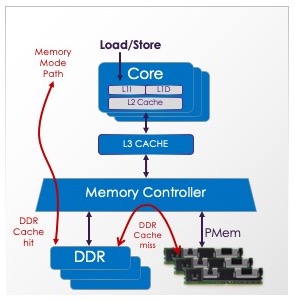 Load/Store
Memory
Mode
Path
Core
L1I
L1D
L2 Cache
L3 CACHE
Memory Controller
DDR
Cache
hit
DDR
Cache
miss
PMem
DDR